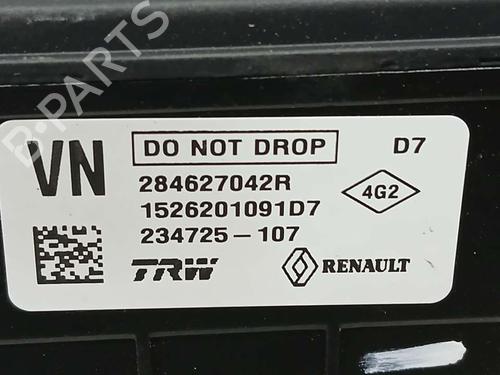 B-PARTS
VN
DO NOT DROP
D7
284627042R
4G2
1526201091D7
234725-107
TRW
RENAULT